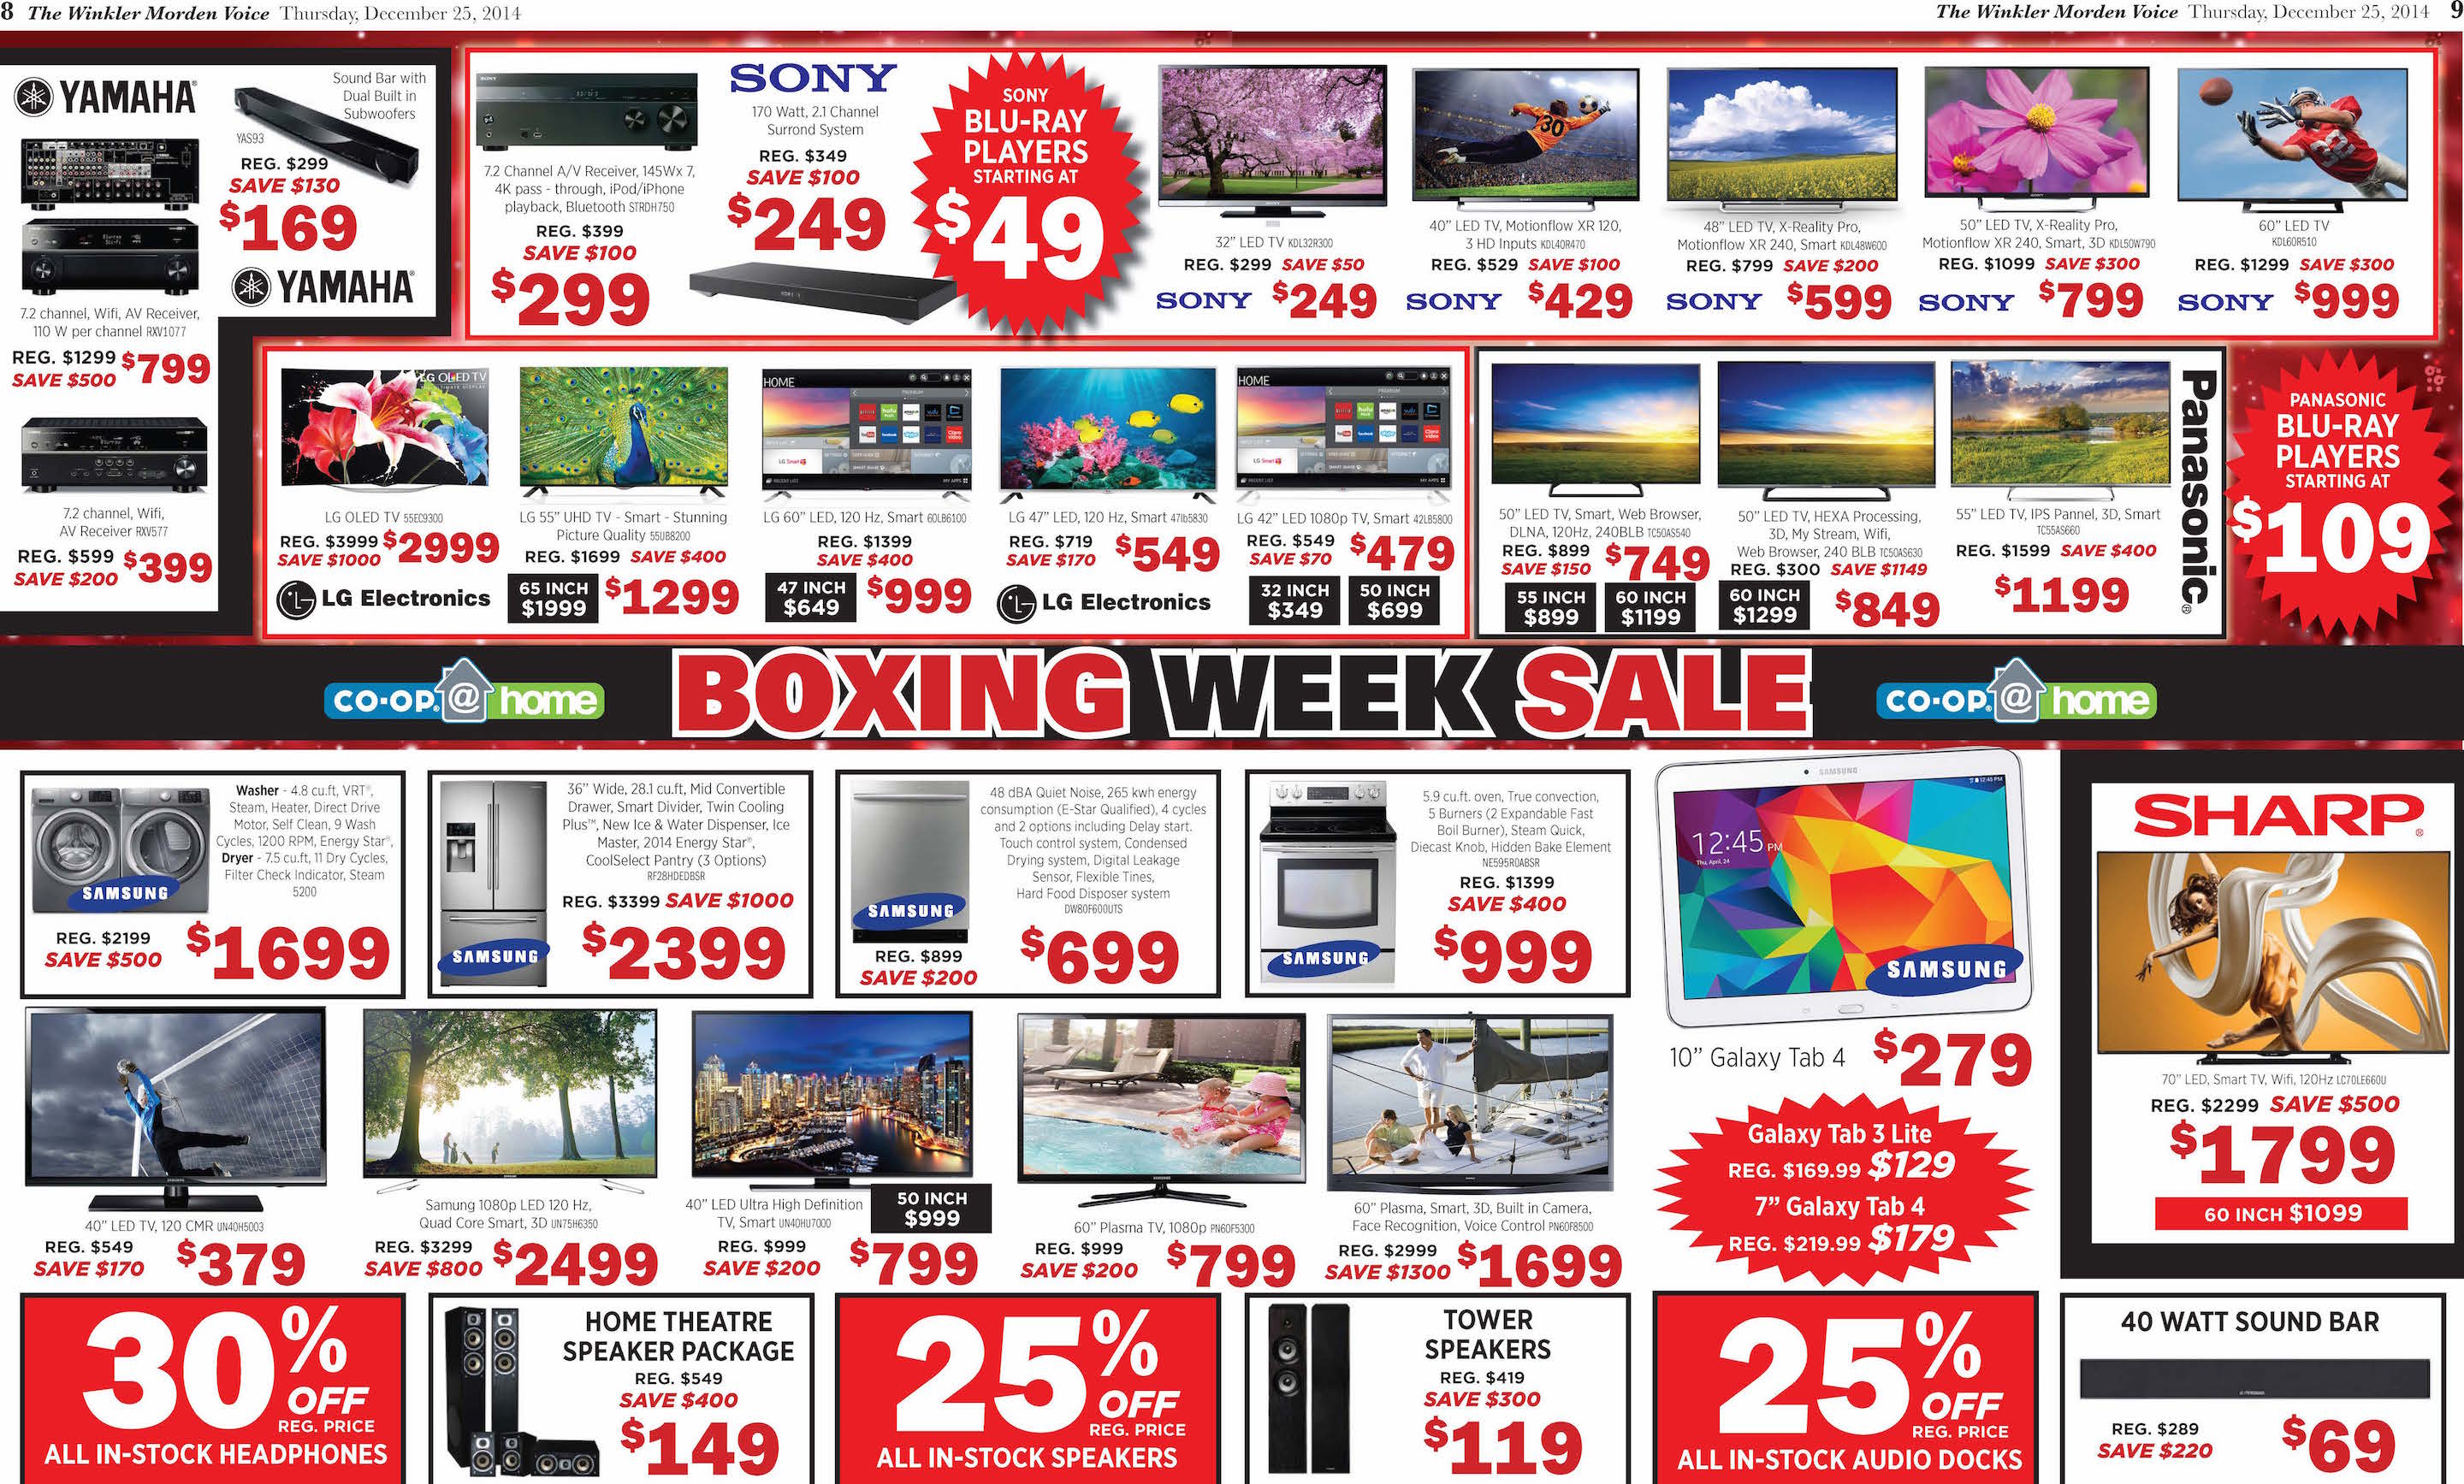 8 The Winkler Morden Voice Thursday, December 25, 2014
The Winkler Morden Voice Thursday, December 25, 2014 9
YAMAHA
Sound Bar with
Dual Built in
Subwoofers
YAS93
REG. $299
SAVE $130
$169
YAMAHA
7.2 channel, Wifi, AV Receiver,
110 W per channel RXV1077
REG. $1299
SAVE $500
$799
7.2 channel, Wifi,
AV Receiver RXV577
REG. $599
SAVE $200
$399
7.2 Channel A/V Receiver, 145Wx 7,
4K pass - through, iPod/iPhone
playback, Bluetooth STRDH750
REG. $399
SAVE $100
$299
SONY
170 Watt, 2.1 Channel
Surrond System
REG. $349
SAVE $100
$249
SONY
BLU-RAY
PLAYERS
STARTING AT
$49
32” LED TV KDL32R300
REG. $299 SAVE $50
SONY $249
40” LED TV, Motionflow XR 120,
3 HD Inputs KDL40R470
REG. $529 SAVE $100
SONY $429
48” LED TV, X-Reality Pro,
Motionflow XR 240, Smart KDL48W600
REG. $799 SAVE $200
SONY $599
50” LED TV, X-Reality Pro,
Motionflow XR 240, Smart, 3D KDL50W790
REG. $1099 SAVE $300
SONY $799
60” LED TV
KDL60R510
REG. $1299 SAVE $300
SONY $999
LG OLED TV
LG OLED TV 55EC9300
REG. $3999
SAVE $1000
$2999
LG Electronics
LG 55” UHD TV - Smart - Stunning
Picture Quality 55UB8200
REG. $1699 SAVE $400
65 INCH
$1999
$1299
HOME
LG 60” LED, 120 Hz, Smart 60LB6100
REG. $1399
SAVE $400
47 INCH
$649
$999
LG 47” LED, 120 Hz, Smart 47lb5830
REG. $719
SAVE $170
$549
LG Electronics
HOME
LG 42” LED 1080p TV, Smart 42LB5800
REG. $549
SAVE $70
$479
32 INCH
$349
50 INCH
$699
50” LED TV, Smart, Web Browser,
DLNA, 120Hz, 240BLB TC50AS540
REG. $899
SAVE $150
$749
55 INCH
$899
60 INCH
$1199
50” LED TV, HEXA Processing,
3D, My Stream, Wifi,
Web Browser, 240 BLB TC50AS630
REG. $300 SAVE $1149
60 INCH
$1299
$849
55” LED TV, IPS Pannel, 3D, Smart
TC55AS660
REG. $1599 SAVE $400
$1199
Panasonic®
PANASONIC
BLU-RAY
PLAYERS
STARTING AT
$109
CO-OP® @ home
BOXING WEEK SALE
CO-OP® @ home
Washer - 4.8 cu.ft, VRT®,
Steam, Heater, Direct Drive
Motor, Self Clean, 9 Wash
Cycles, 1200 RPM, Energy Star®,
Dryer - 7.5 cu.ft, 11 Dry Cycles,
Filter Check Indicator, Steam
5200
SAMSUNG
REG. $2199
SAVE $500
$1699
36” Wide, 28.1 cu.ft, Mid Convertible
Drawer, Smart Divider, Twin Cooling
Plus™, New Ice & Water Dispenser, Ice
Master, 2014 Energy Star®,
CoolSelect Pantry (3 Options)
RF28HDEDBSR
REG. $3399 SAVE $1000
SAMSUNG
$2399
48 dBA Quiet Noise, 265 kwh energy
consumption (E-Star Qualified), 4 cycles
and 2 options including Delay start.
Touch control system, Condensed
Drying system, Digital Leakage
Sensor, Flexible Tines,
Hard Food Disposer system
DW80F600UTS
SAMSUNG
REG. $899
SAVE $200
$699
5.9 cu.ft. oven, True convection,
5 Burners (2 Expandable Fast
Boil Burner), Steam Quick,
Diecast Knob, Hidden Bake Element
NE595R0ABSR
REG. $1399
SAVE $400
SAMSUNG
$999
SAMSUNG
12:45 PM
Thu, April, 24
SAMSUNG
10” Galaxy Tab 4 $279
Galaxy Tab 3 Lite
REG. $169.99 $129
7” Galaxy Tab 4
REG. $219.99 $179
SHARP®
70” LED, Smart TV, Wifi, 120Hz LC70LE660U
REG. $2299 SAVE $500
$1799
60 INCH $1099
40” LED TV, 120 CMR UN40H5003
REG. $549
SAVE $170
$379
Samung 1080p LED 120 Hz,
Quad Core Smart, 3D UN75H6350
REG. $3299
SAVE $800
$2499
40” LED Ultra High Definition
TV, Smart UN40HU7000
50 INCH
$999
REG. $999
SAVE $200
$799
60” Plasma TV, 1080p PN60F5300
REG. $999
SAVE $200
$799
60” Plasma, Smart, 3D, Built in Camera,
Face Recognition, Voice Control PN60F8500
REG. $2999
SAVE $1300
$1699
30% OFF
REG. PRICE
ALL IN-STOCK HEADPHONES
HOME THEATRE
SPEAKER PACKAGE
REG. $549
SAVE $400
$149
25% OFF
REG. PRICE
ALL IN-STOCK SPEAKERS
TOWER
SPEAKERS
REG. $419
SAVE $300
$119
25% OFF
REG. PRICE
ALL IN-STOCK AUDIO DOCKS
40 WATT SOUND BAR
REG. $289
SAVE $220
$69